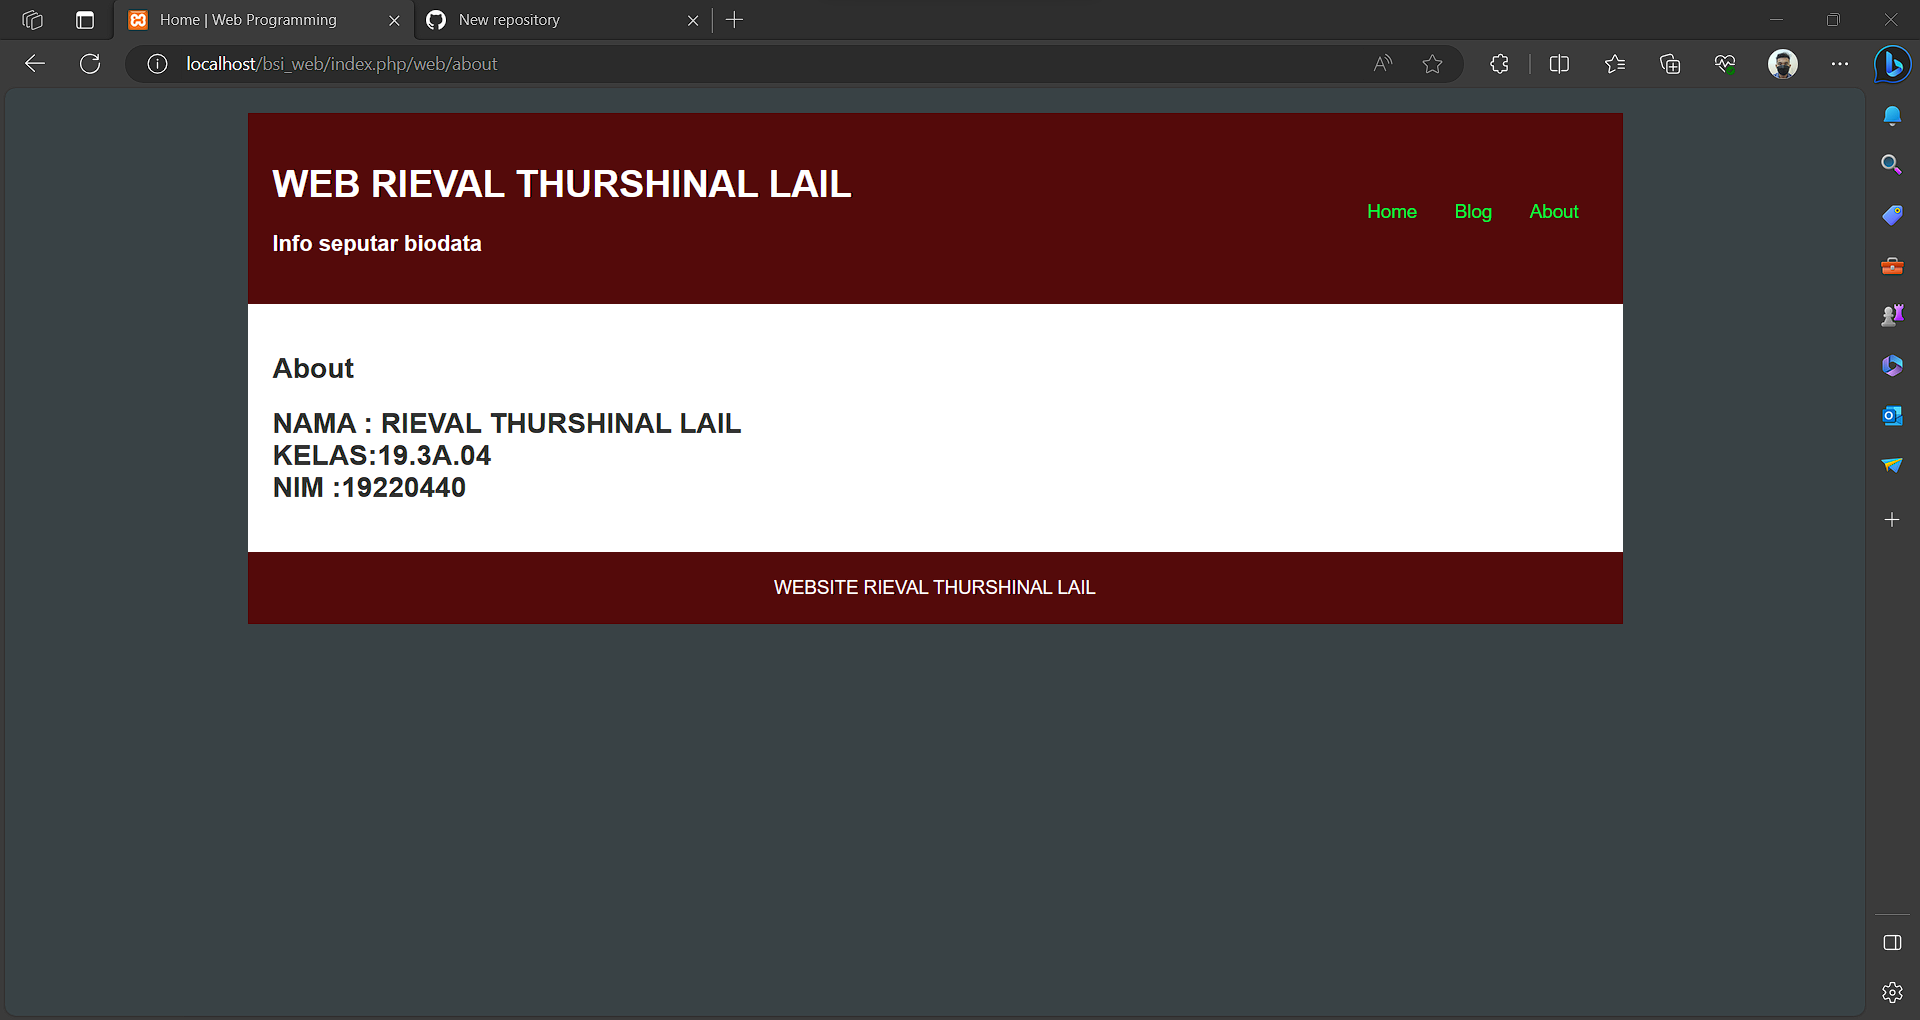 Home | Web Programming
New repository
localhost/bsi_web/index.php/web/about
WEB RIEVAL THURSHINAL LAIL
Info seputar biodata
Home
Blog
About
About
NAMA : RIEVAL THURSHINAL LAIL
KELAS:19.3A.04
NIM :19220440
WEBSITE RIEVAL THURSHINAL LAIL